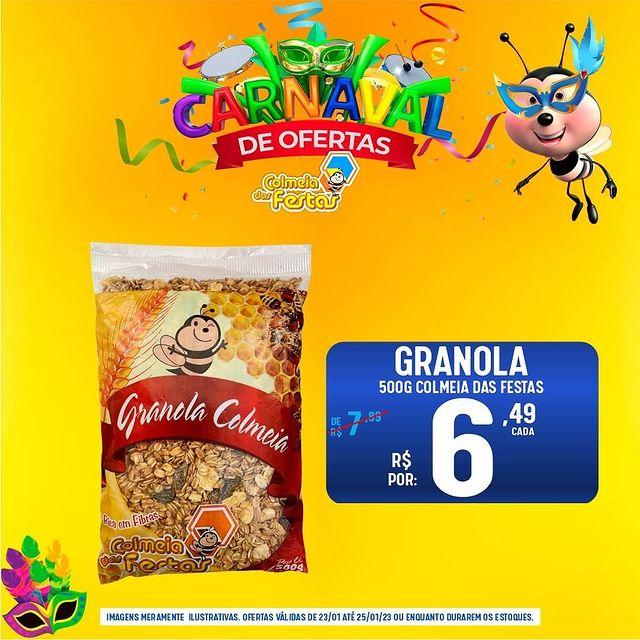 CARNAVAL
DE OFERTAS
Colmeia
das Festas
GRANOLA
500G COLMEIA DAS FESTAS
DE
R$ 7,89
R$
POR: 6,49
CADA
Granola Colmeia
Rica em Fibras
Colmeia
das Festas
500g
IMAGENS MERAMENTE ILUSTRATIVAS. OFERTAS VÁLIDAS DE 23/01 ATÉ 25/01/23 OU ENQUANTO DURAREM OS ESTOQUES.